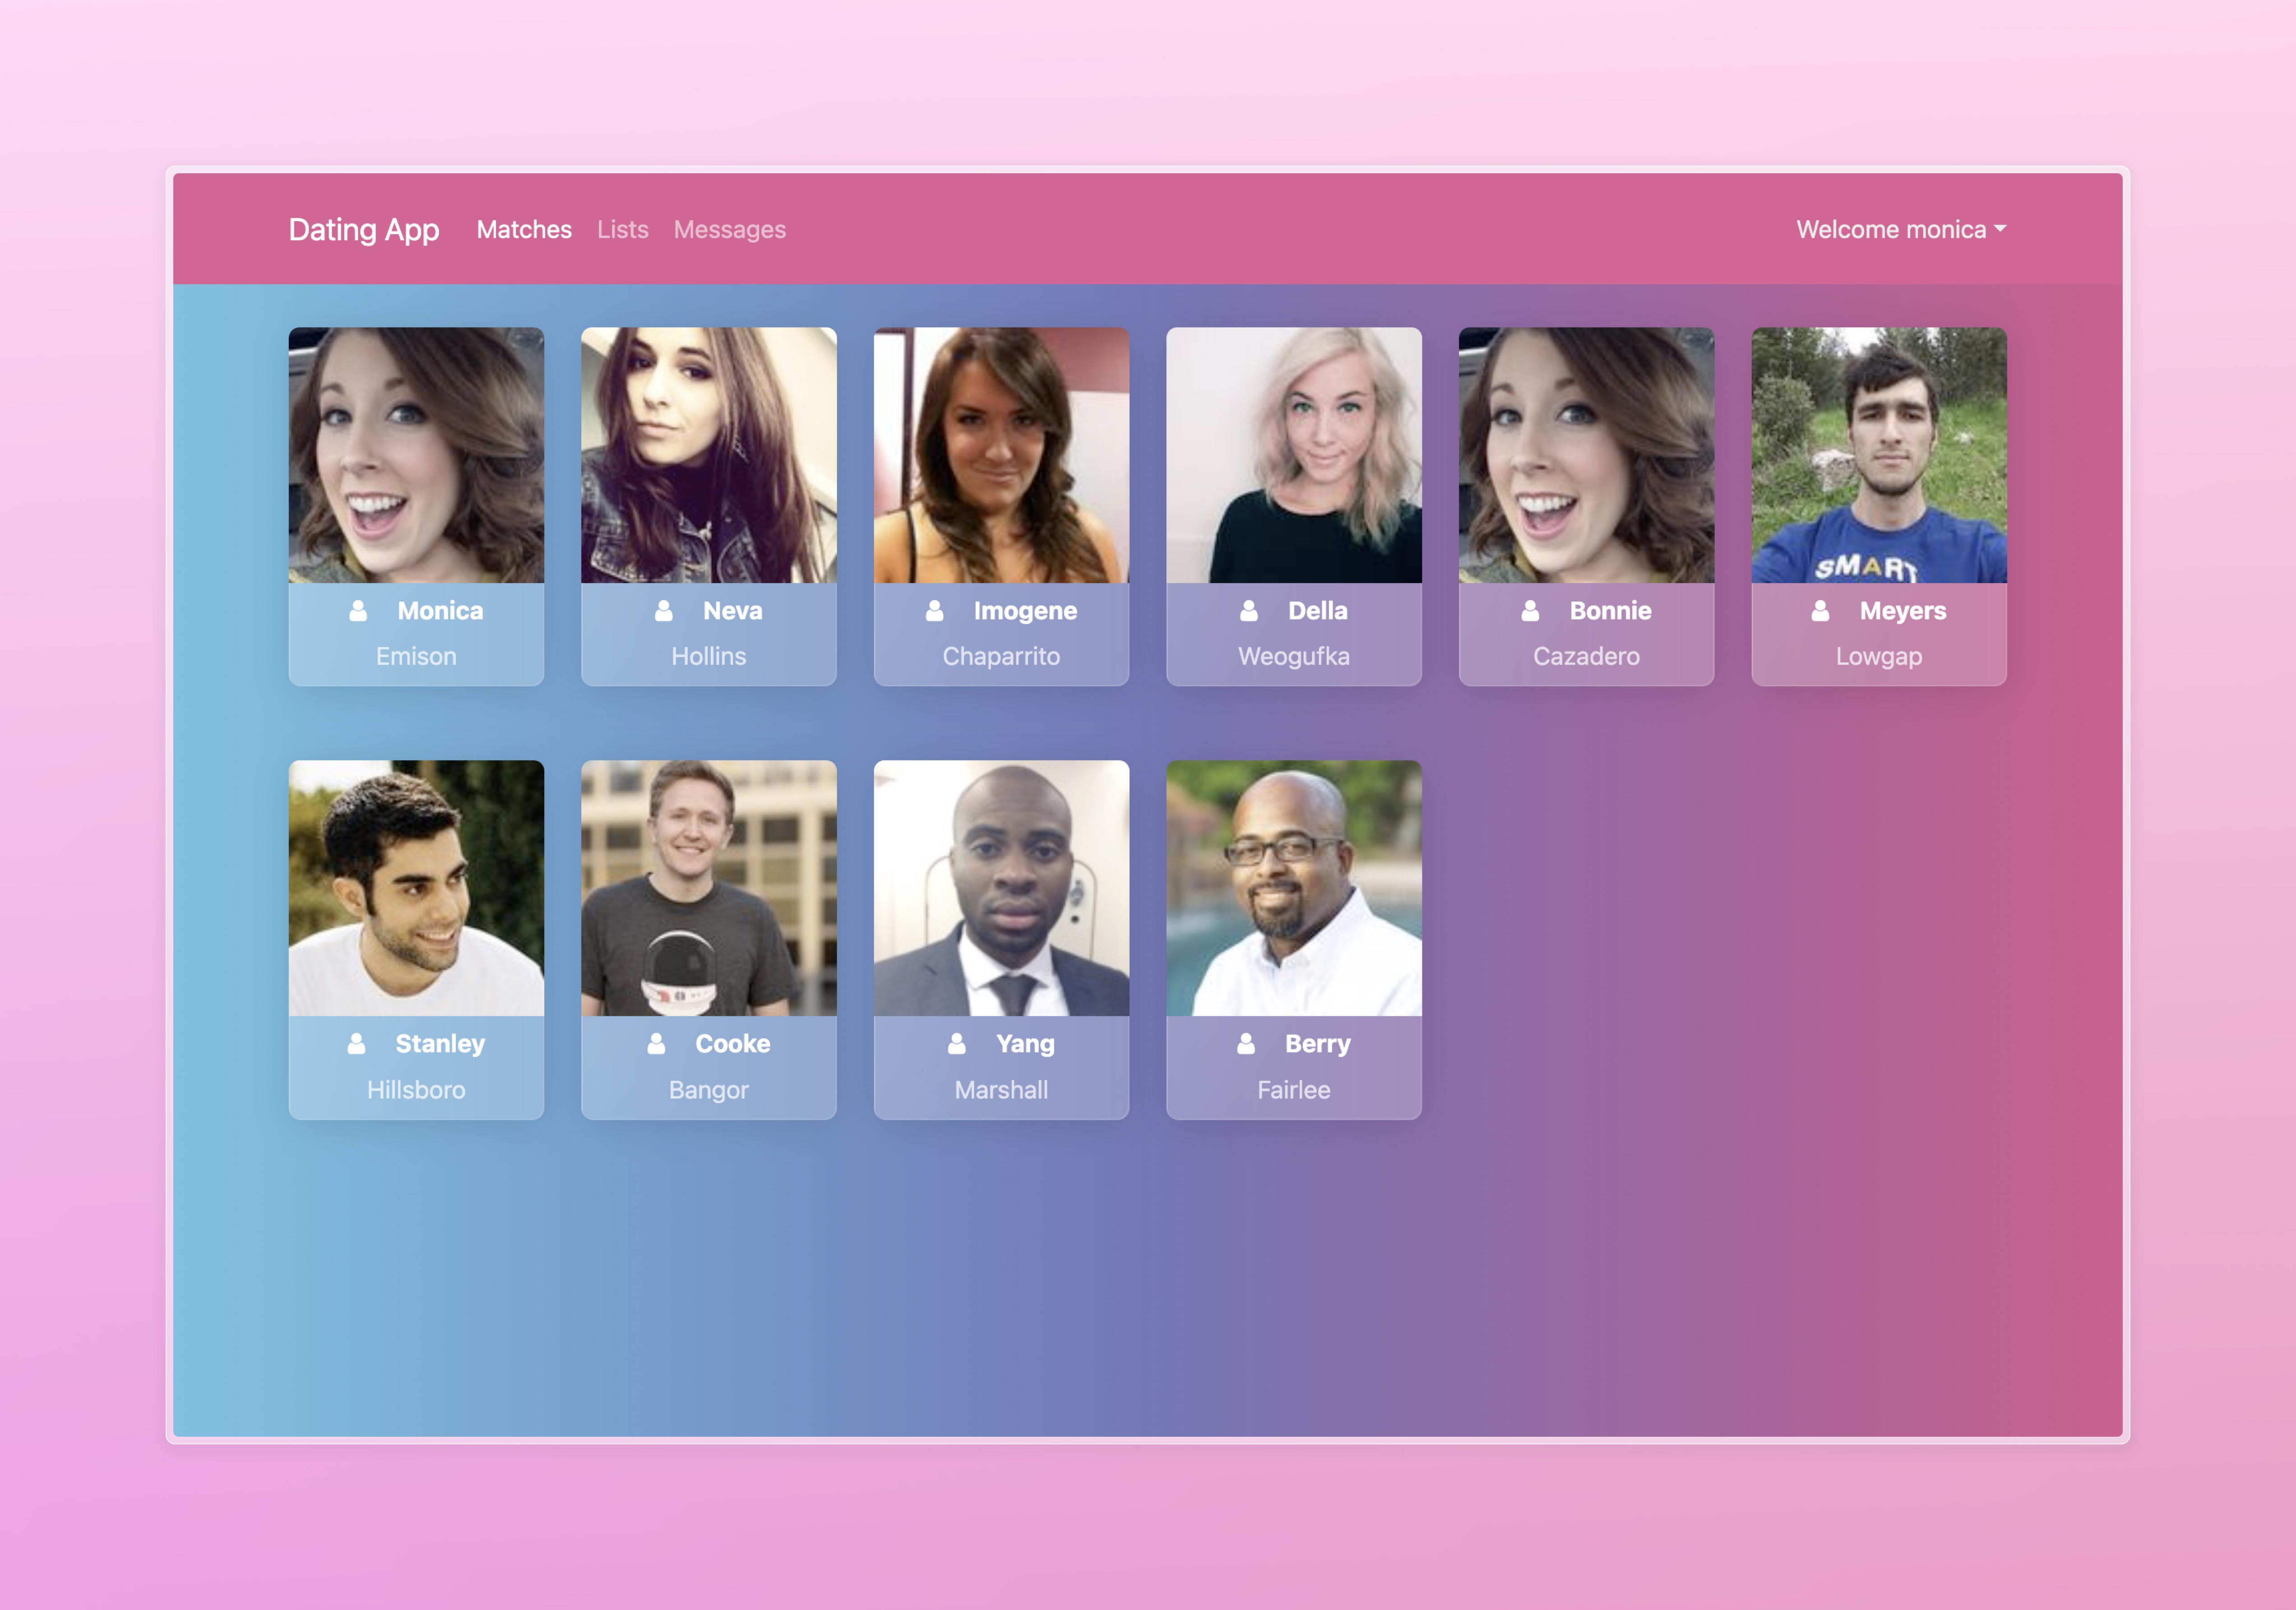 Dating App Matches Lists Messages Welcome monica
Monica
Emison
Neva
Hollins
Imogene
Chaparrito
Della
Weogufka
Bonnie
Cazadero
SMART
Meyers
Lowgap
Stanley
Hillsboro
Cooke
Bangor
Yang
Marshall
Berry
Fairlee